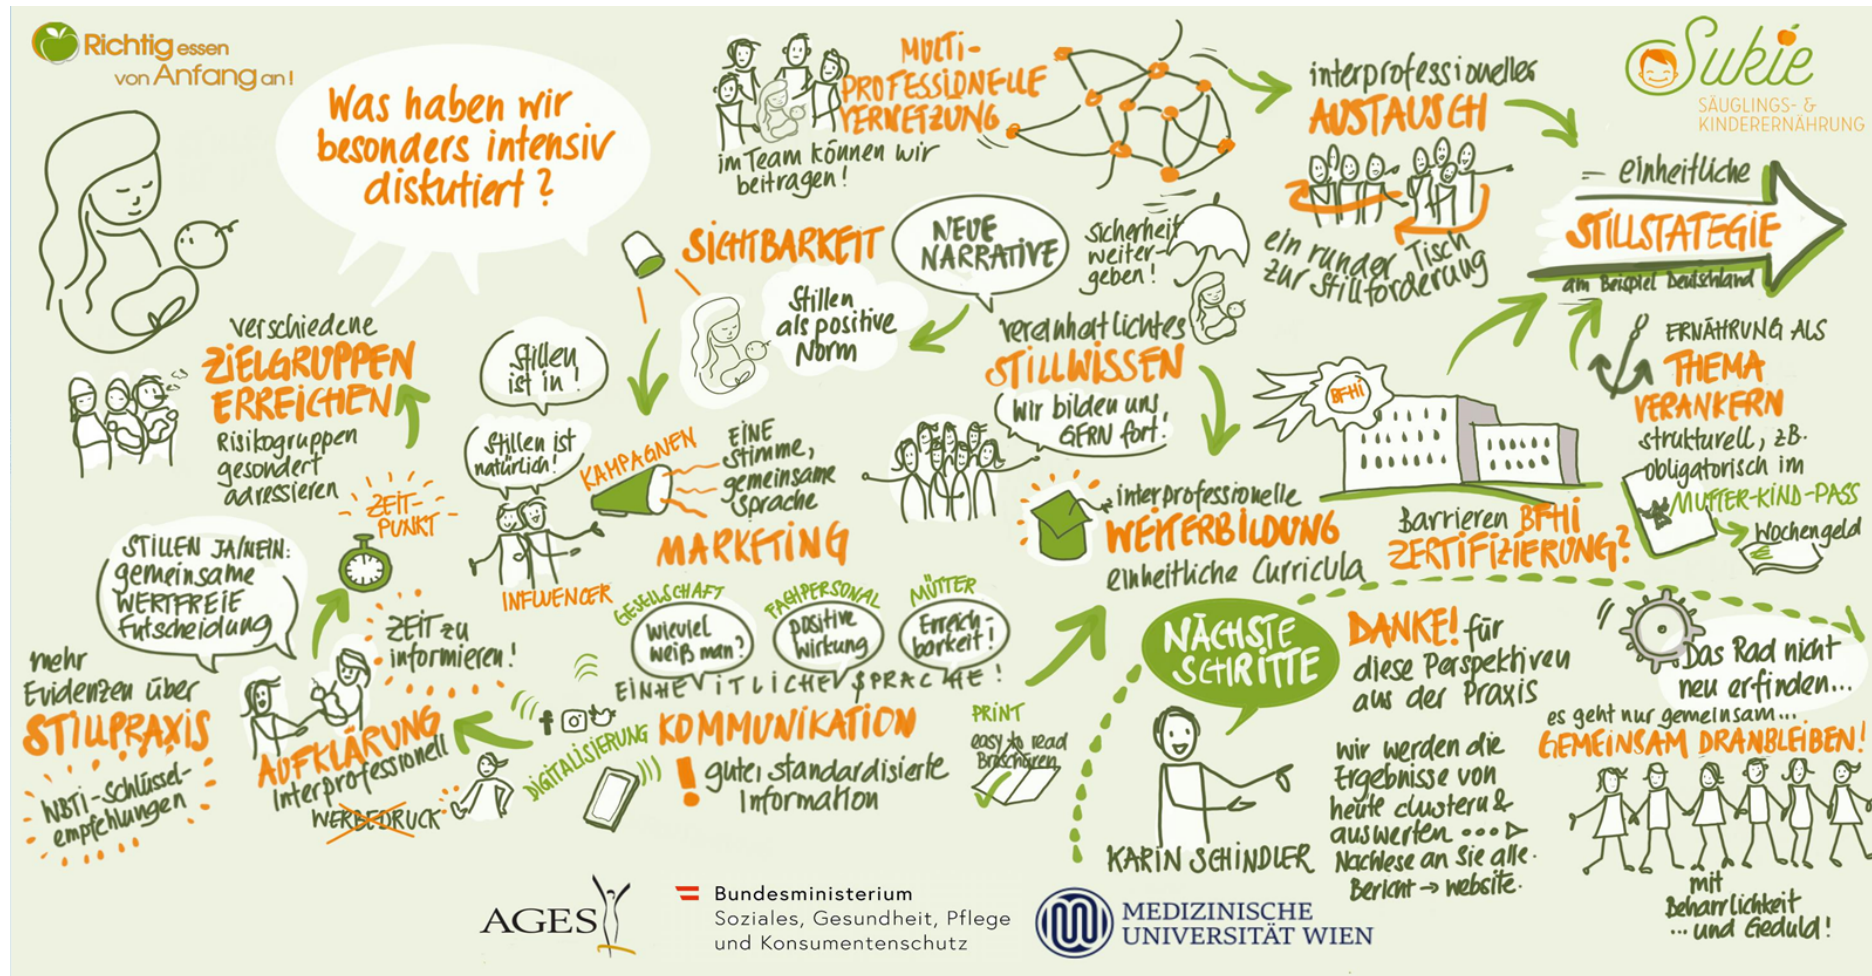 Richtig essen
von Anfang an!
Was haben wir
besonders intensiv
diskutiert?
MULTI-
PROFESSIONELLE
VERNETZUNG
im Team können wir
beitragen!
interprofessioneller
AUSTAUSCH
ein runder Tisch
zur Stillförderung
Sukie
SÄUGLINGS- &
KINDERERNÄHRUNG
einheitliche
STILLSTATEGIE
am Beispiel Deutschland
SICHTBARKEIT
NEUE
NARRATIVE
Stillen
als positive
Norm
Sicherheit
weiter-
geben!
verschiedene
ZIELGRUPPEN
ERREICHEN
Risikogruppen
gesondert
adressieren
Stillen
ist in!
Stillen ist
natürlich!
INFLUENCER
KAMPAGNEN
EINE
Stimme,
gemeinsame
Sprache
MARKETING
vereinheitlichtes
STILLWISSEN
Wir bilden uns
GERN fort!
interprofessionelle
WEITERBILDUNG
einheitliche Curricula
BFHI
Barrieren BFHI
ZERTIFIZIERUNG?
ERNÄHRUNG ALS
THEMA
VERANKERN
strukturell, zB.
obligatorisch im
MUTTER-KIND-PASS
Wochengeld
ZEIT-
PUNKT
STILLEN JA/NEIN:
gemeinsame
WERTFREIE
Entscheidung
mehr
Evidenzen über
STILLPRAXIS
WBTi-Schlüssel-
empfehlungen
ZEIT zu
informieren!
AUFKLÄRUNG
Interprofessionell
WERBEDRUCK
GESELLSCHAFT
wieviel
weiß man?
FACHPERSONAL
positive
Wirkung
MÜTTER
Erreich-
barkeit!
EINHEITLICHE SPRACHE!
KOMMUNIKATION
! gute, standardisierte
Information
DIGITALISIERUNG
PRINT
easy to read
Broschüren
NÄCHSTE
SCHRITTE
KARIN SCHINDLER
DANKE! für
diese Perspektiven
aus der Praxis
wir werden die
Ergebnisse von
heute clustern &
auswerten ...
Nachlese an Sie alle.
Bericht → Website.
Das Rad nicht
neu erfinden...
es geht nur gemeinsam...
GEMEINSAM DRANBLEIBEN!
mit
Beharrlichkeit
... und Geduld!
AGES
Bundesministerium
Soziales, Gesundheit, Pflege
und Konsumentenschutz
MEDIZINISCHE
UNIVERSITÄT WIEN